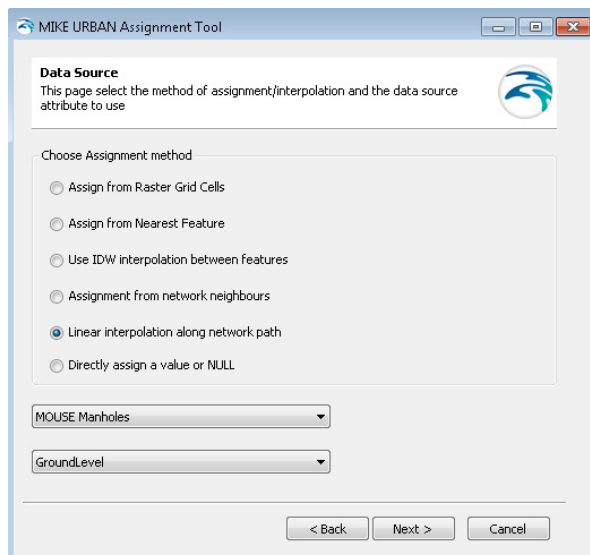 MIKE URBAN Assignment Tool
Data Source
This page select the method of assignment/interpolation and the data source
attribute to use
Choose Assignment method
Assign from Raster Grid Cells
Assign from Nearest Feature
Use IDW interpolation between features
Assignment from network neighbours
Linear interpolation along network path
Directly assign a value or NULL
MOUSE Manholes
GroundLevel
< Back Next > Cancel